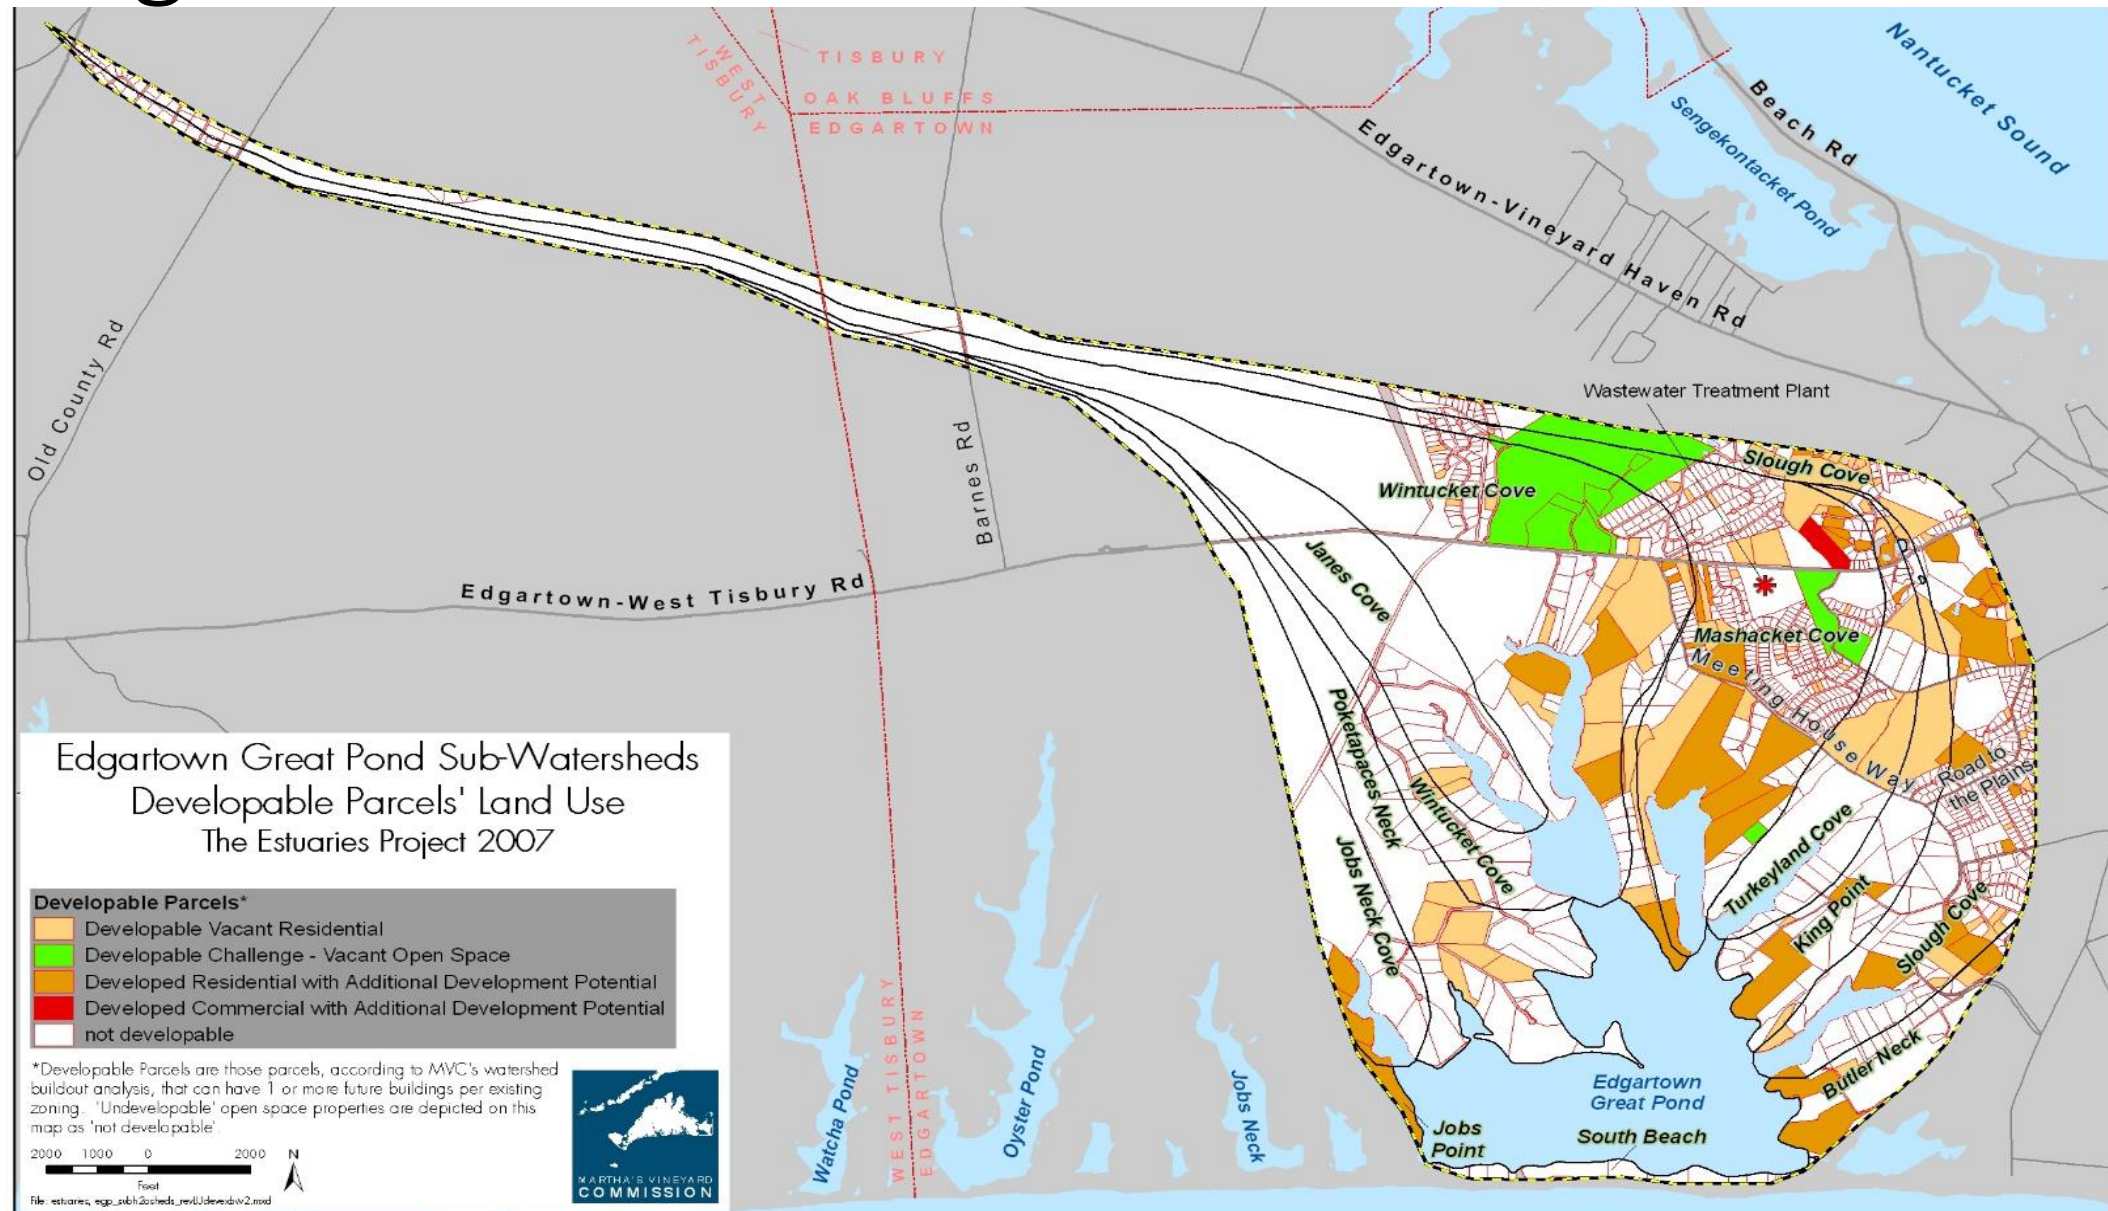 WEST
TISBURY
TISBURY
OAK BLUFFS
EDGARTOWN
Nantucket Sound
Beach Rd
Sengekontacket Pond
Edgartown-Vineyard Haven Rd
Old County Rd
Barnes Rd
Edgartown-West Tisbury Rd
Wastewater Treatment Plant
Slough Cove
Wintucket Cove
Janes Cove
Mashacket Cove
Meeting House Way
Road to
the Plains
Poketapaces Neck
Wintucket Cove
Jobs Neck Cove
Turkeyland Cove
King Point
Slough Cove
Butler Neck
Edgartown
Great Pond
Jobs
Point
South Beach
WEST TISBURY
EDGARTOWN
Watcha Pond
Oyster Pond
Jobs Neck
Edgartown Great Pond Sub-Watersheds
Developable Parcels' Land Use
The Estuaries Project 2007
Developable Parcels*
Developable Vacant Residential
Developable Challenge - Vacant Open Space
Developed Residential with Additional Development Potential
Developed Commercial with Additional Development Potential
not developable
*Developable Parcels are those parcels, according to MVC's watershed
buildout analysis, that can have 1 or more future buildings per existing
zoning. 'Undevelopable' open space properties are depicted on this
map as 'not developable'.
2000 1000 0 2000
Feet
N
MARTHA'S VINEYARD
COMMISSION